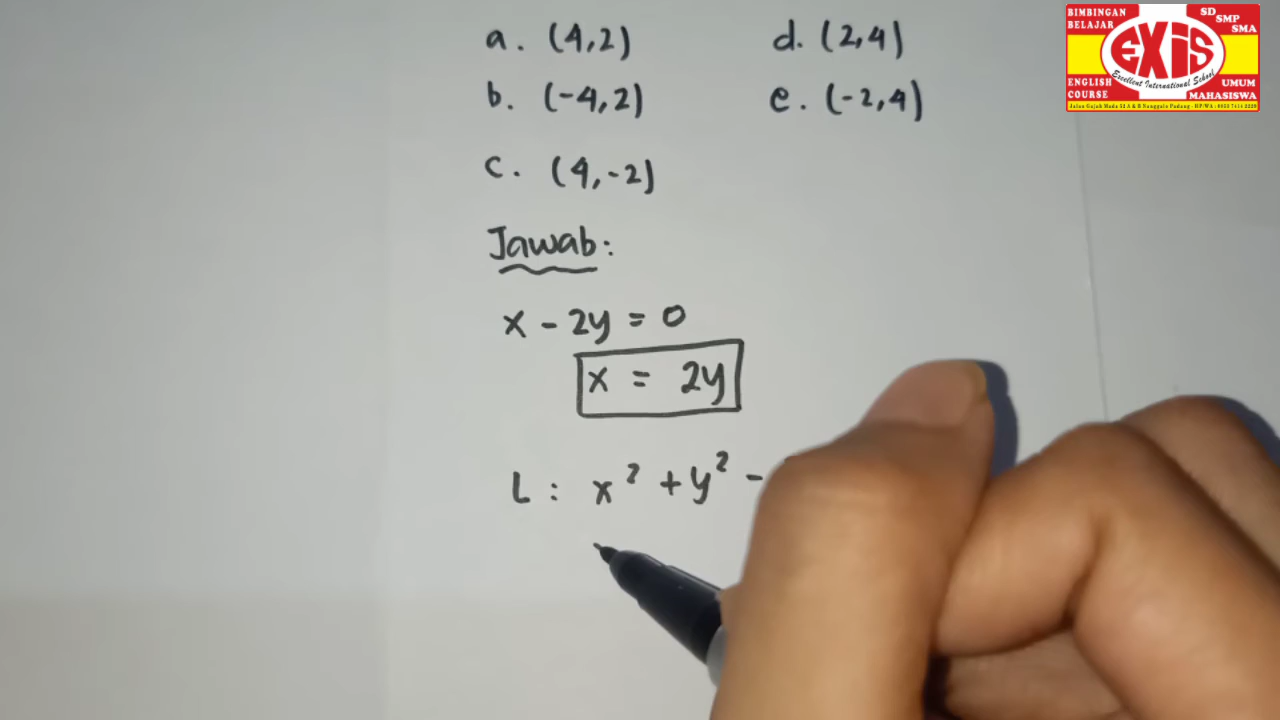 a. (4,2) d. (2,4)
b. (-4,2) e. (-2,4)
c. (4,-2)
Jawab:
x - 2y = 0
x = 2y
L : x² + y² -
BIMBINGAN BELAJAR
SD SMP SMA
EXIS
Excellent International School
ENGLISH COURSE
UMUM MAHASISWA